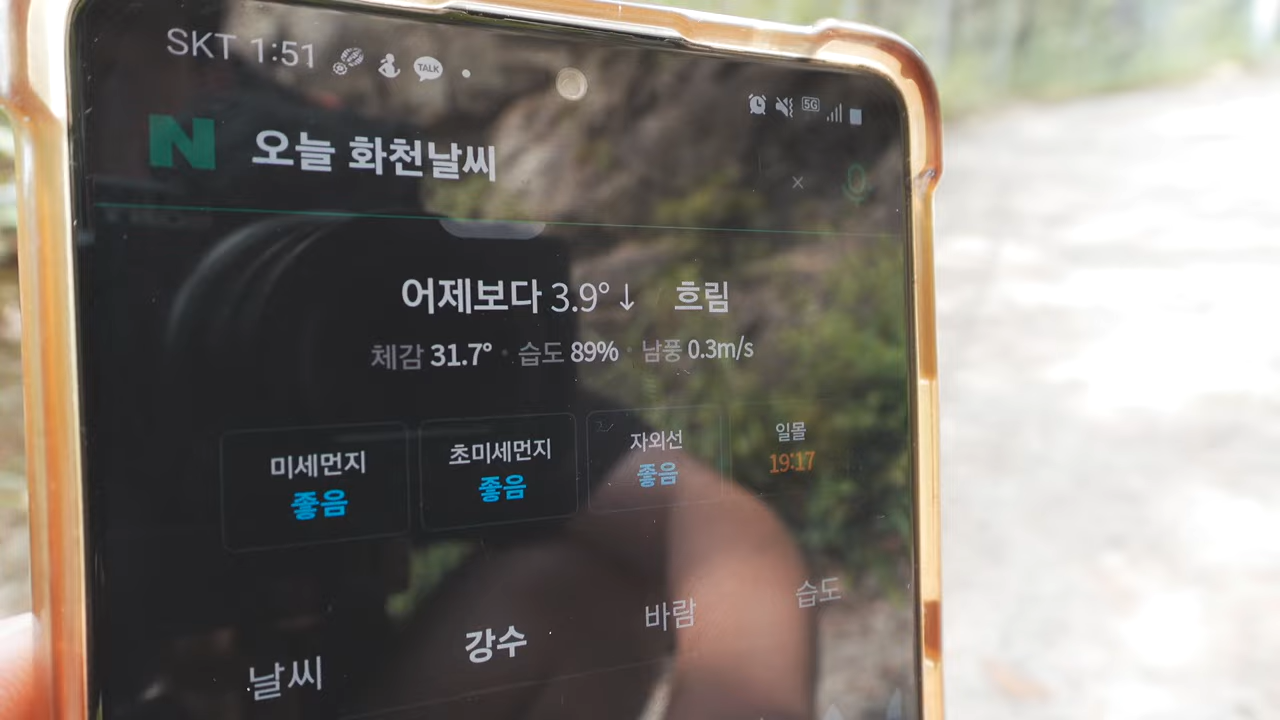 SKT 1:51
TALK
5G
N 오늘 화천날씨
어제보다 3.9° ↓ 흐림
체감 31.7° · 습도 89% · 남풍 0.3m/s
미세먼지 초미세먼지 자외선 일몰
좋음 좋음 좋음 19:17
날씨 강수 바람 습도